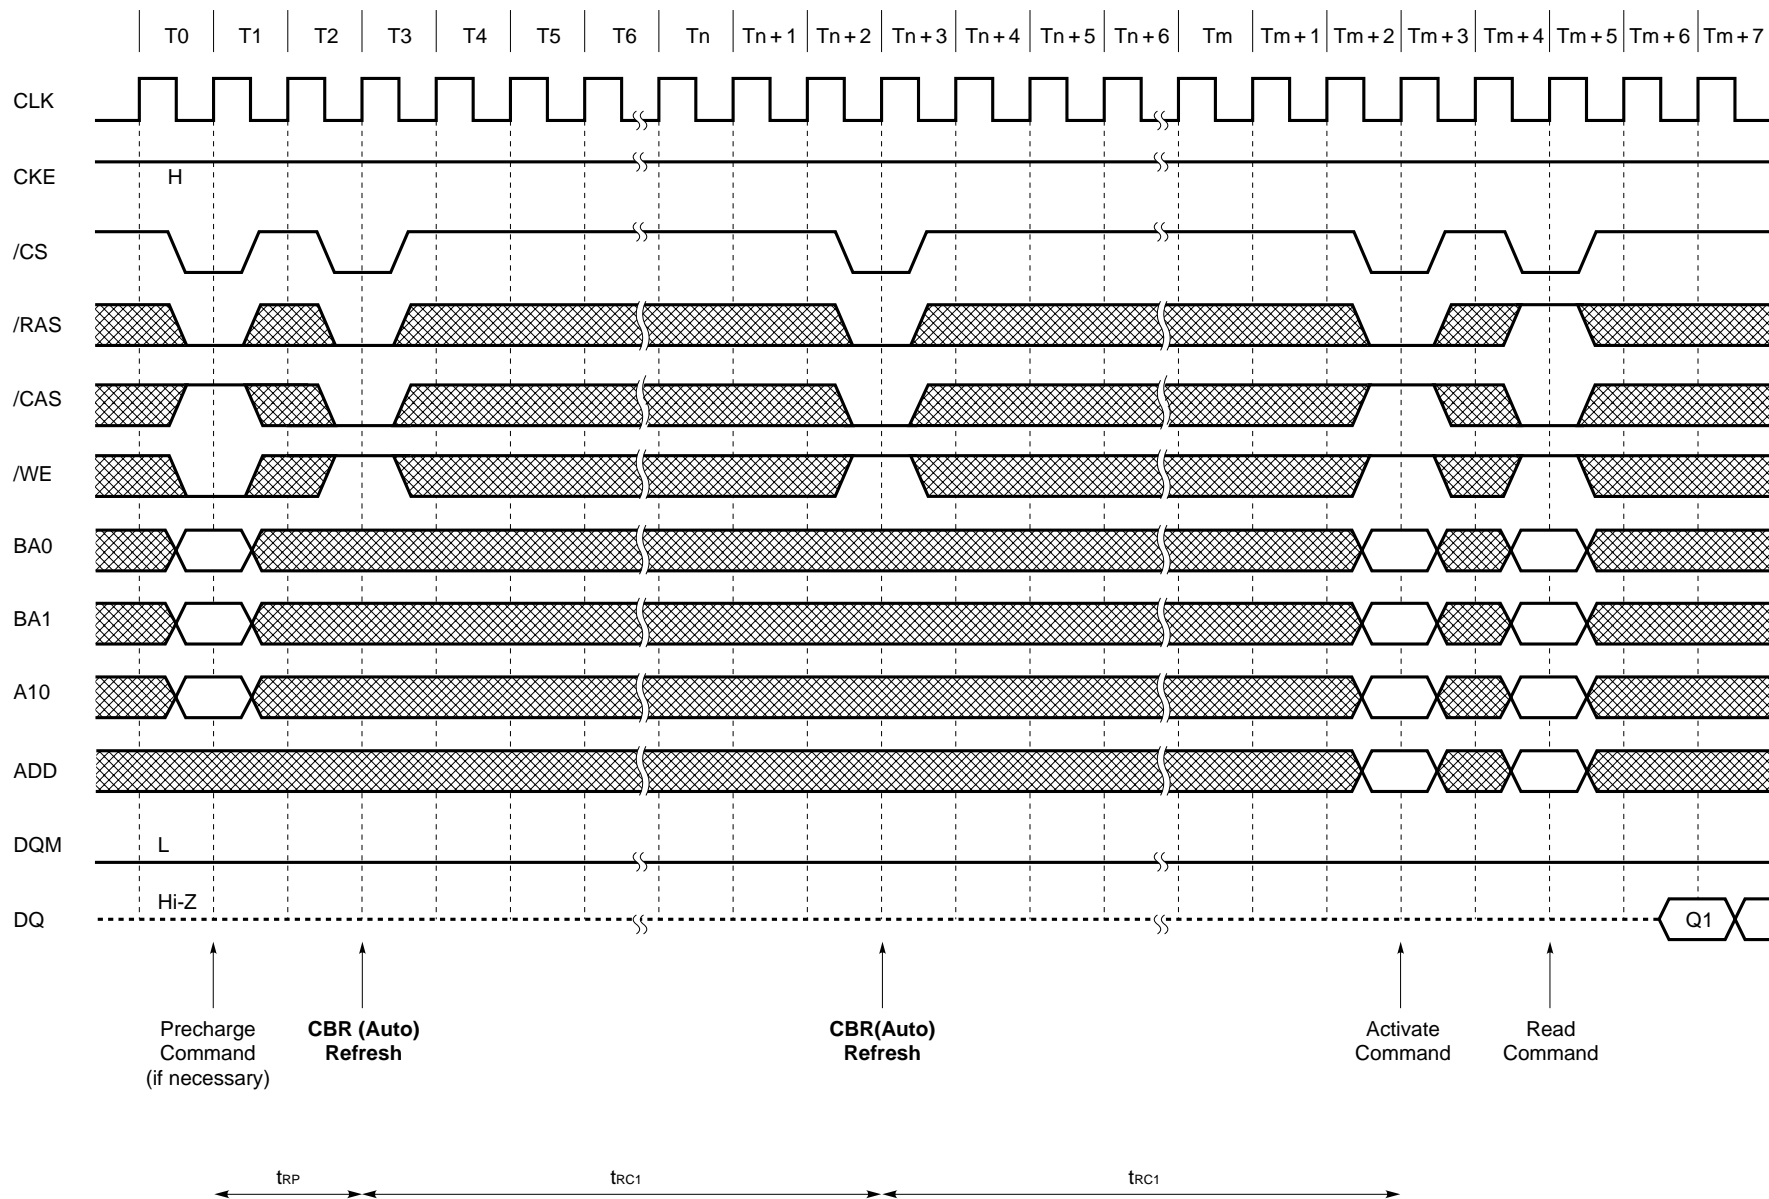 T0 T1 T2 T3 T4 T5 T6 Tn Tn + 1 Tn + 2 Tn + 3 Tn + 4 Tn + 5 Tn + 6 Tm Tm + 1 Tm + 2 Tm + 3 Tm + 4 Tm + 5 Tm + 6 Tm + 7
CLK
CKE H
/CS
/RAS
/CAS
/WE
BA0
BA1
A10
ADD
DQM L
Hi-Z
DQ Q1
Precharge
Command
(if necessary)
CBR (Auto)
Refresh
CBR(Auto)
Refresh
Activate
Command
Read
Command
tRP tRC1 tRC1